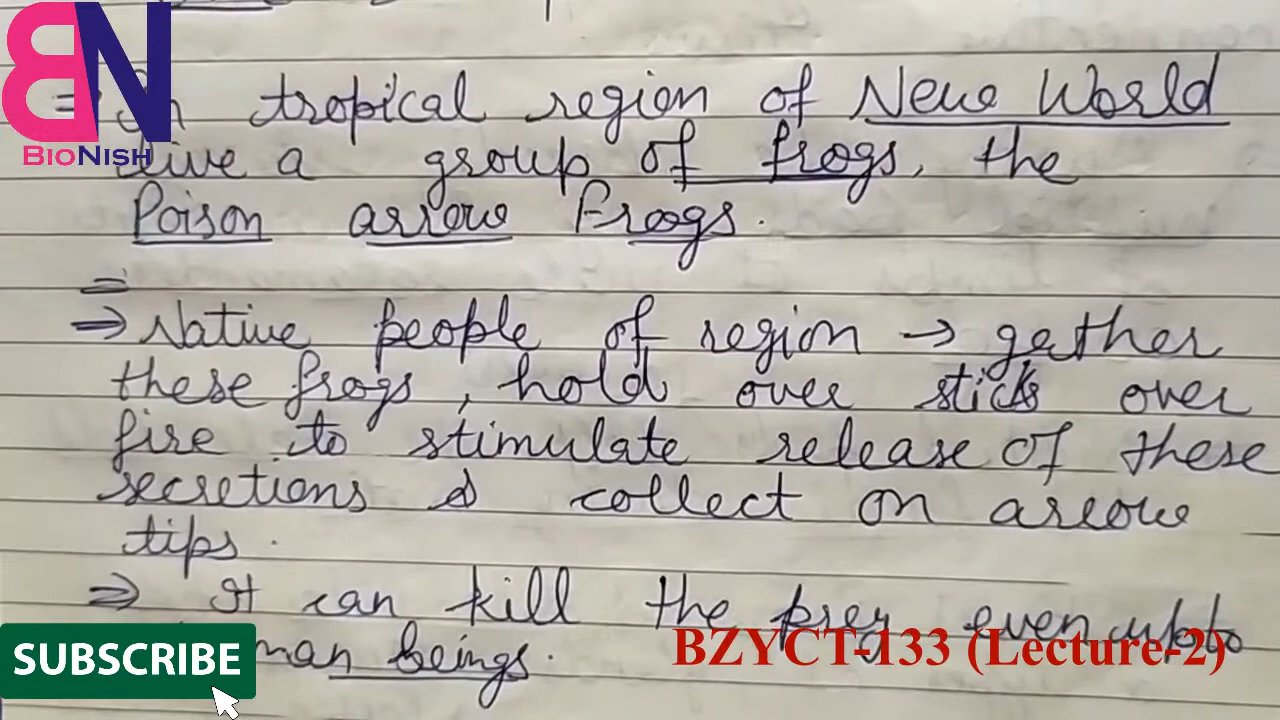 BN
BIONISH
⇒ In tropical region of New World
live a group of frogs, the
Poison arrow Frogs.
⇒ Native people of region → gather
these frogs, hold over sticks over
fire to stimulate release of these
secretions & collect on arrow
tips.
⇒ It can kill the prey even upto
man beings.
SUBSCRIBE
BZYCT-133 (Lecture-2)